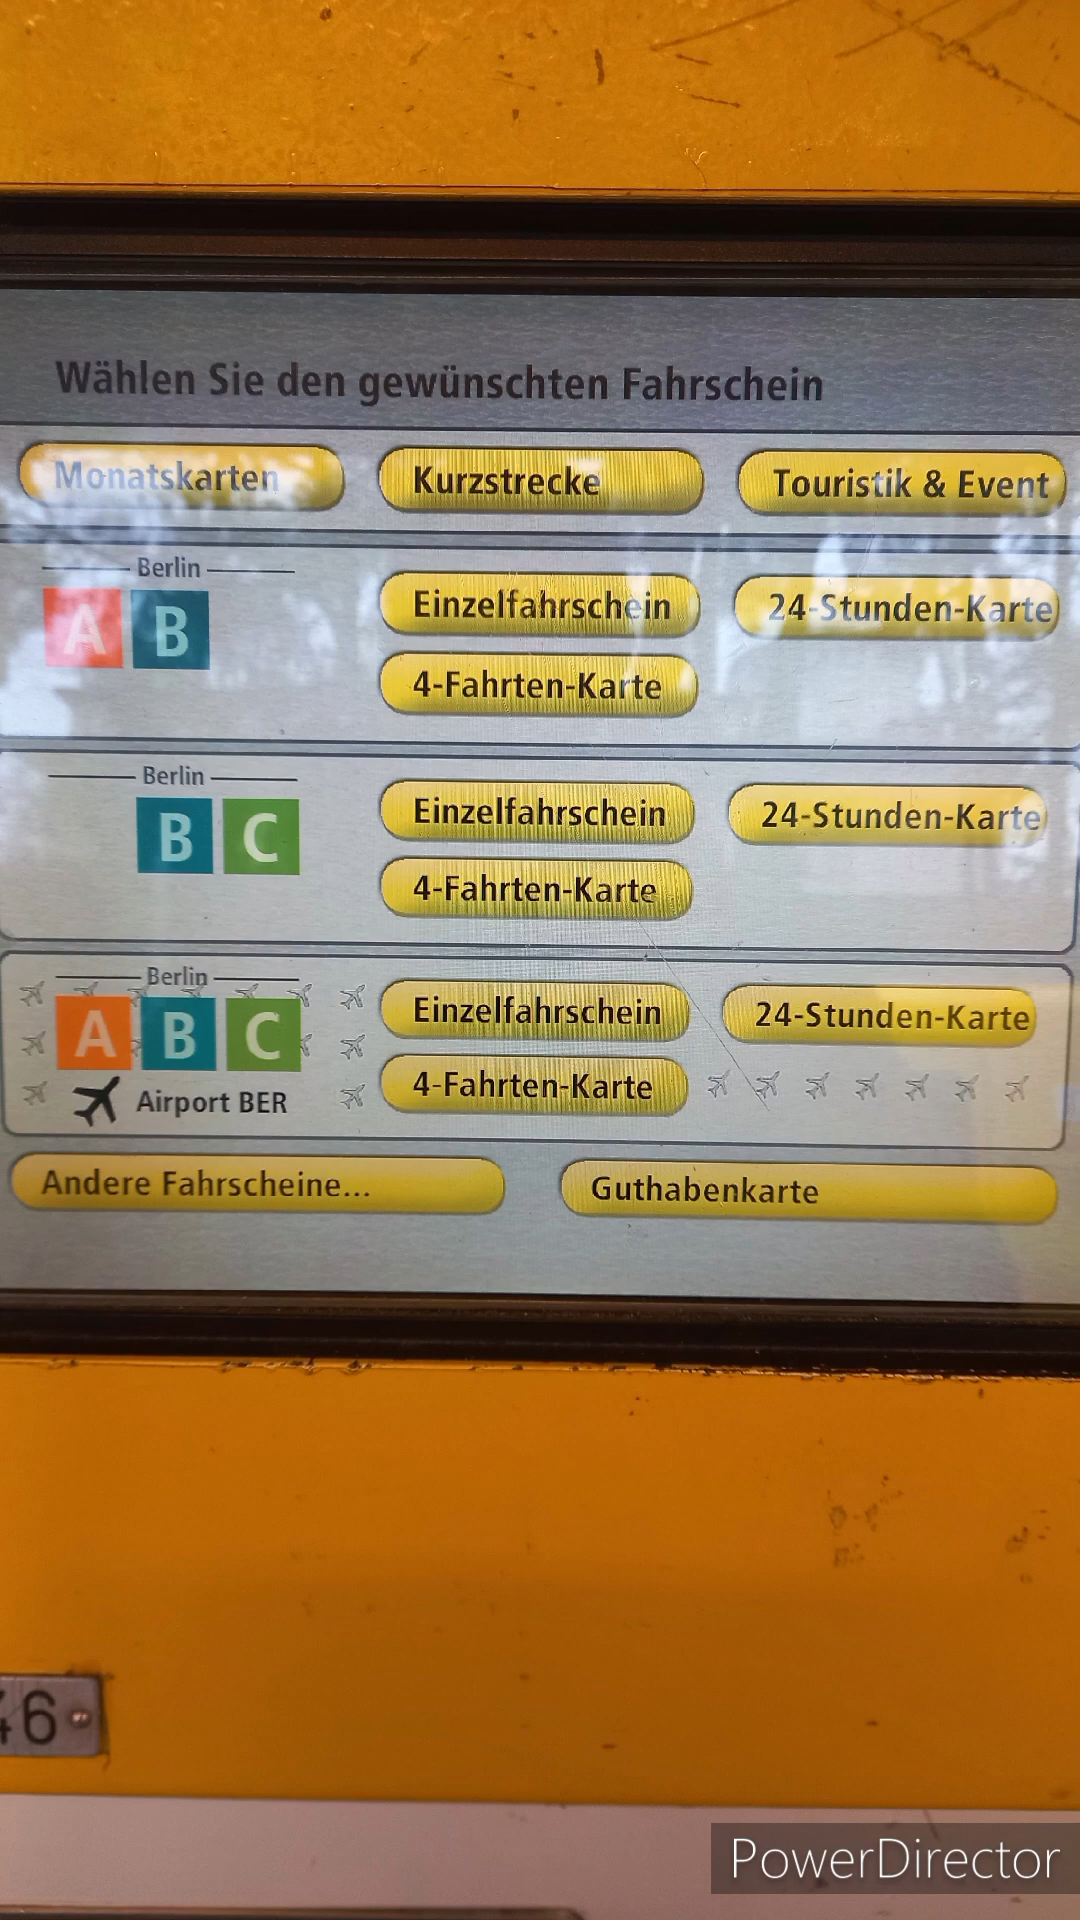 Wählen Sie den gewünschten Fahrschein
Monatskarten
Kurzstrecke
Touristik & Event
Berlin
A B
Einzelfahrschein
24-Stunden-Karte
4-Fahrten-Karte
Berlin
B C
Einzelfahrschein
24-Stunden-Karte
4-Fahrten-Karte
Berlin
A B C
Airport BER
Einzelfahrschein
24-Stunden-Karte
4-Fahrten-Karte
Andere Fahrscheine...
Guthabenkarte
46
PowerDirector